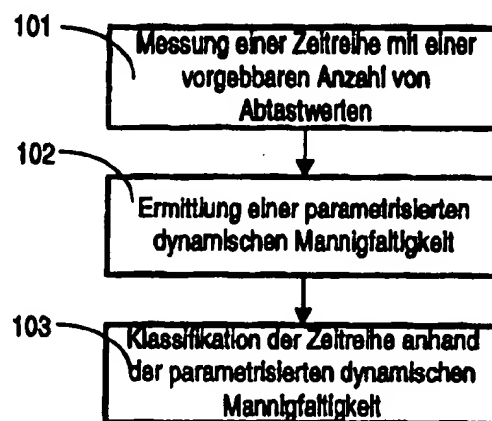 101
Messung einer Zeitreihe mit einer
vorgebbaren Anzahl von
Abtastwerten
102
Ermittlung einer parametrisierten
dynamischen Mannigfaltigkeit
103
Klassifikation der Zeitreihe anhand
der parametrisierten dynamischen
Mannigfaltigkeit